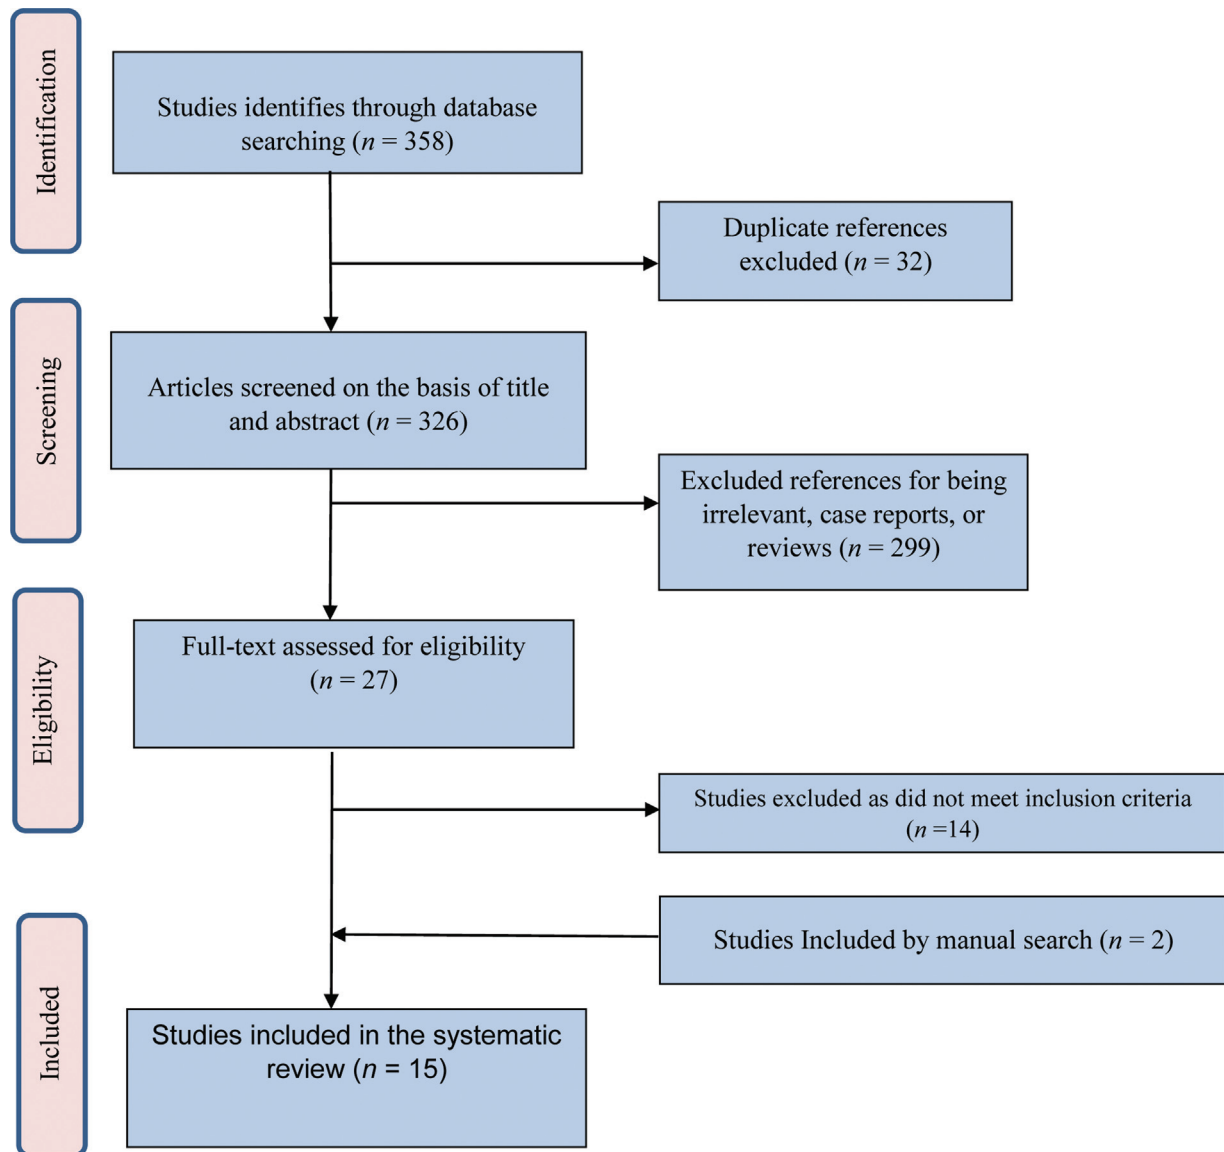 Identification
Studies identifies through database
searching (n = 358)
Duplicate references
excluded (n = 32)
Screening
Articles screened on the basis of title
and abstract (n = 326)
Excluded references for being
irrelevant, case reports, or
reviews (n = 299)
Eligibility
Full-text assessed for eligibility
(n = 27)
Studies excluded as did not meet inclusion criteria
(n =14)
Included
Studies Included by manual search (n = 2)
Studies included in the systematic
review (n = 15)